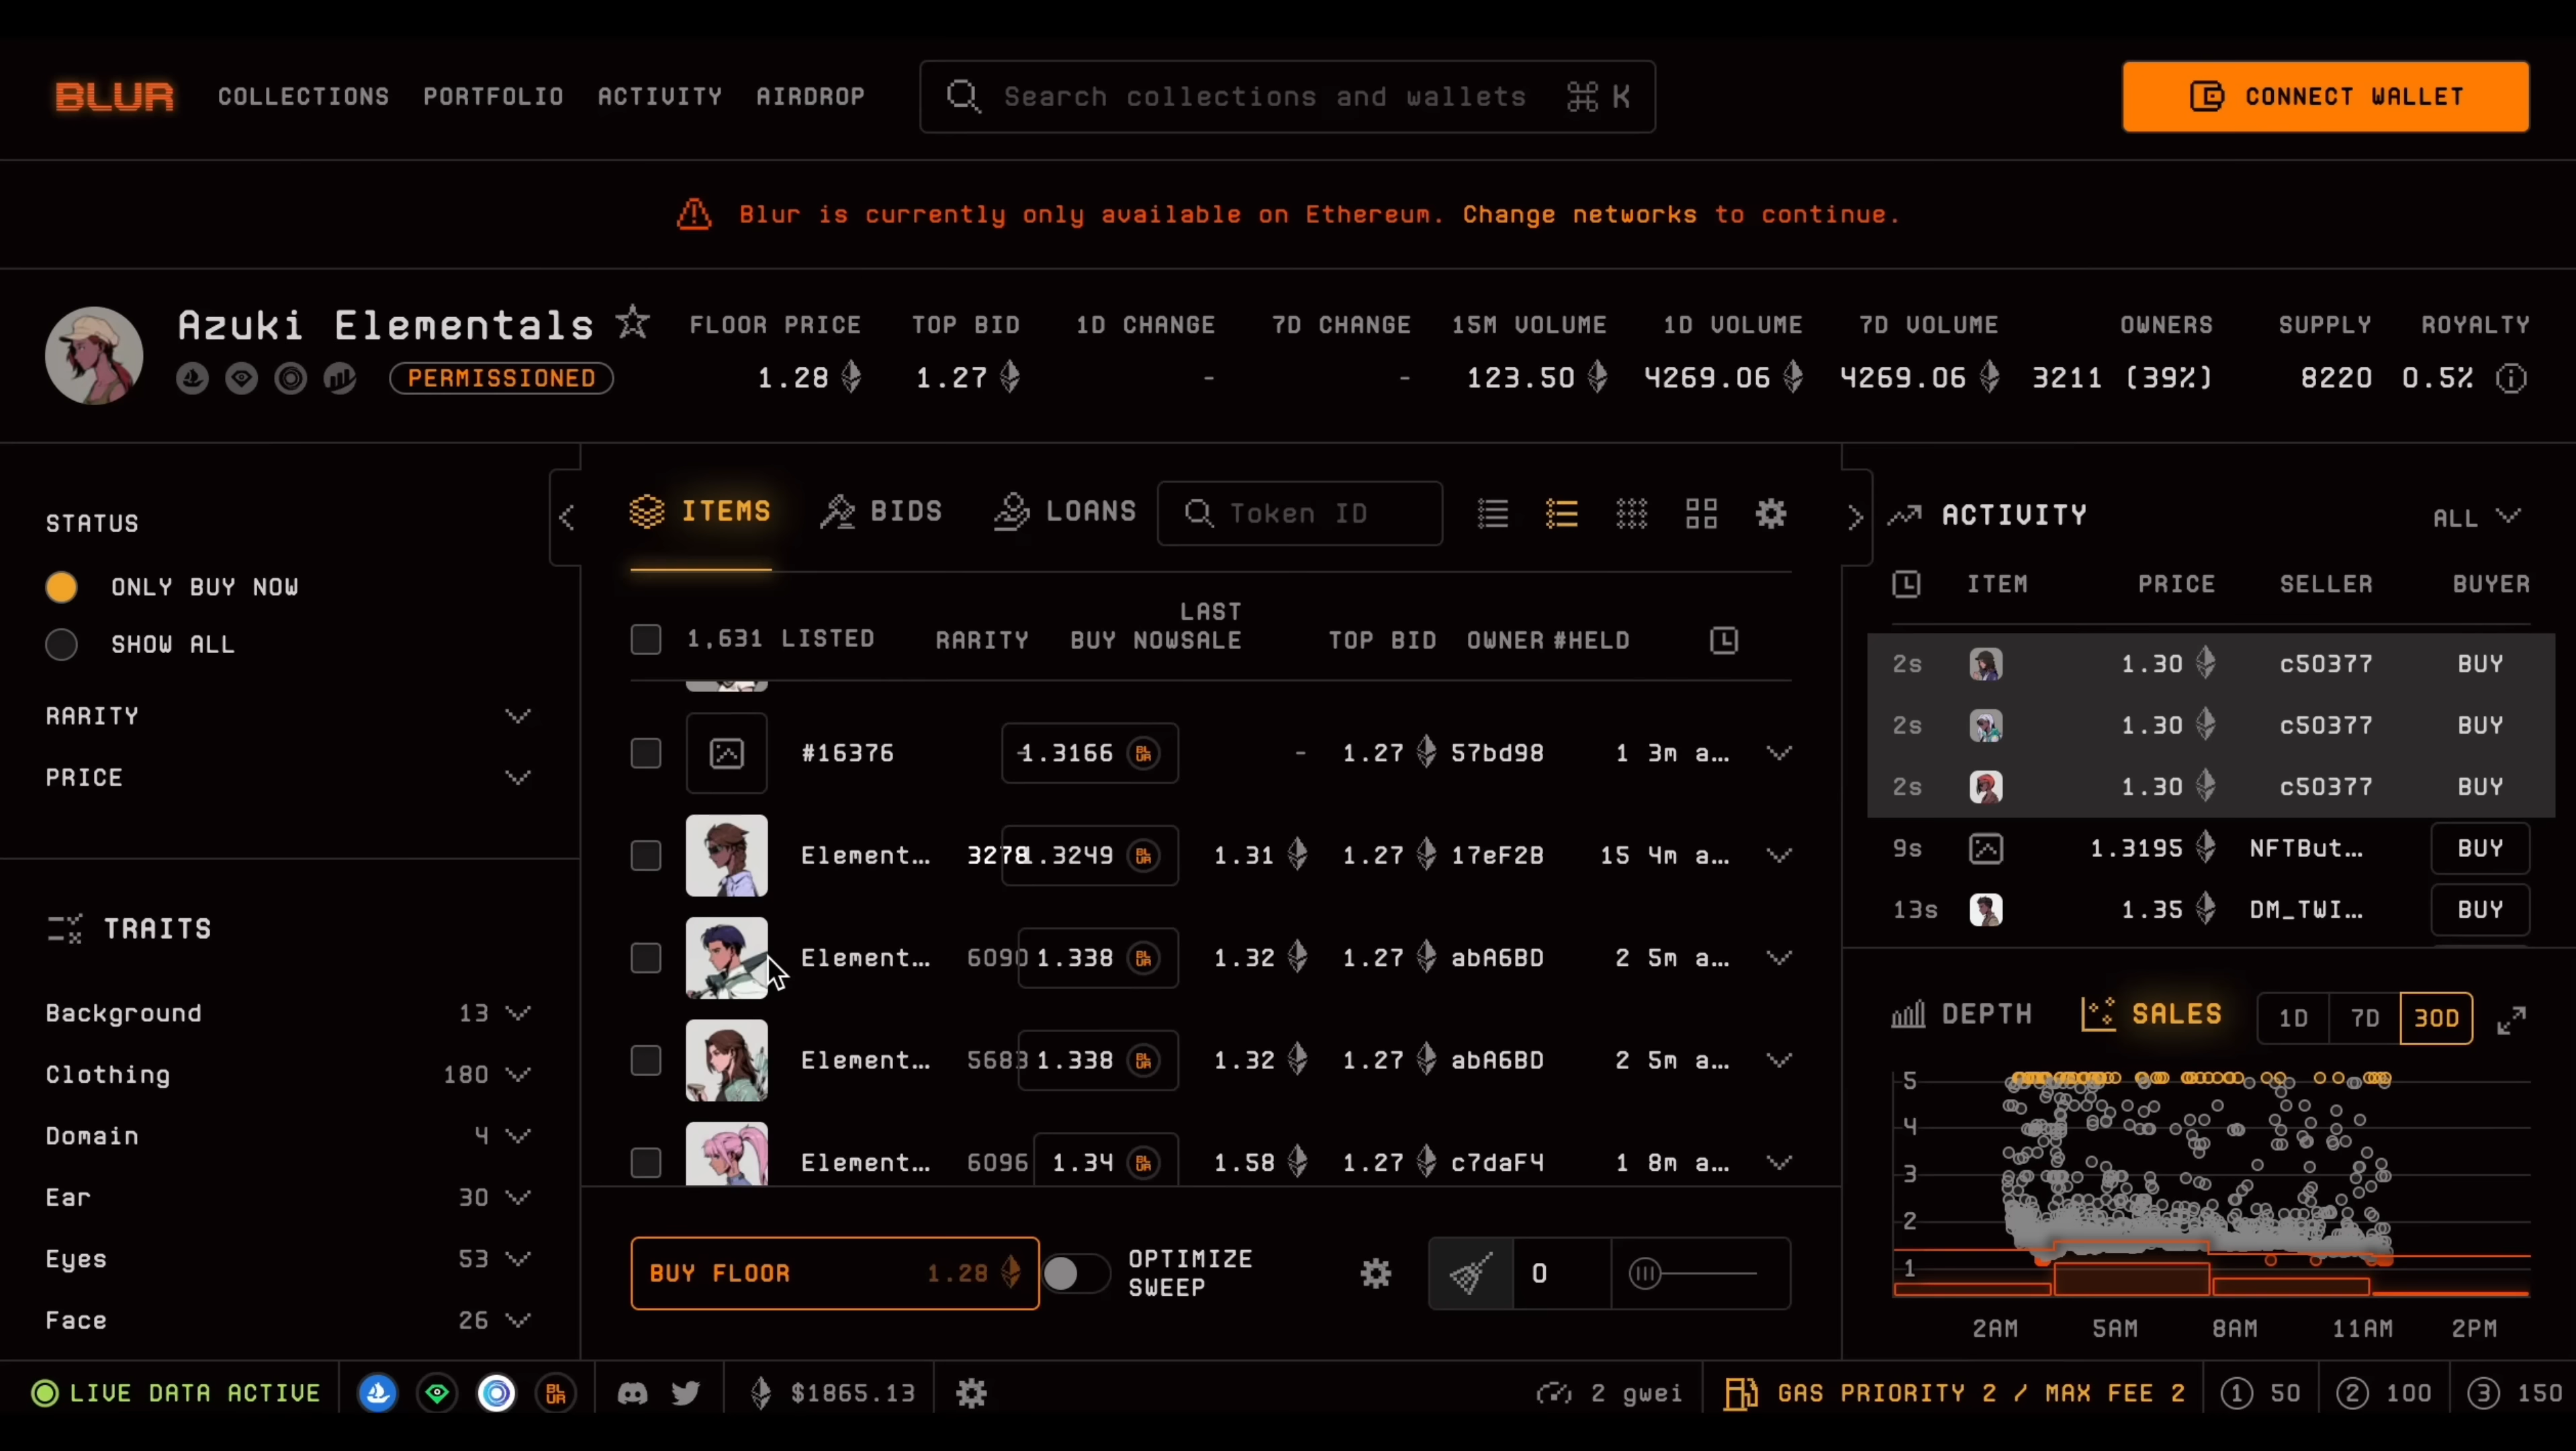 BLUR COLLECTIONS PORTFOLIO ACTIVITY AIRDROP Search collections and wallets ⌘ K CONNECT WALLET
Blur is currently only available on Ethereum. Change networks to continue.
Azuki Elementals FLOOR PRICE TOP BID 1D CHANGE 7D CHANGE 15M VOLUME 1D VOLUME 7D VOLUME OWNERS SUPPLY ROYALTY
PERMISSIONED 1.28 1.27 - - 123.50 4269.06 4269.06 3211 (39%) 8220 0.5%
STATUS
ONLY BUY NOW
SHOW ALL
RARITY
PRICE
TRAITS
Background 13
Clothing 180
Domain 4
Ear 30
Eyes 53
Face 26
ITEMS BIDS LOANS Token ID
1,631 LISTED RARITY BUY NOW LAST SALE TOP BID OWNER #HELD
#16376 - 1.3166 BLUR - 1.27 57bd98 1 3m a...
Element... 3278 1.3249 BLUR 1.31 1.27 17eF2B 15 4m a...
Element... 6090 1.338 BLUR 1.32 1.27 abA6BD 2 5m a...
Element... 5683 1.338 BLUR 1.32 1.27 abA6BD 2 5m a...
Element... 6096 1.34 BLUR 1.58 1.27 c7daF4 1 8m a...
BUY FLOOR 1.28 OPTIMIZE SWEEP 0
ACTIVITY ALL
ITEM PRICE SELLER BUYER
2s 1.30 c50377 BUY
2s 1.30 c50377 BUY
2s 1.30 c50377 BUY
9s 1.3195 NFTBut... BUY
13s 1.35 DM_TWI... BUY
DEPTH SALES 1D 7D 30D
5
4
3
2
1
2AM 5AM 8AM 11AM 2PM
LIVE DATA ACTIVE BLUR $1865.13 2 gwei GAS PRIORITY 2 / MAX FEE 2 1 50 2 100 3 150